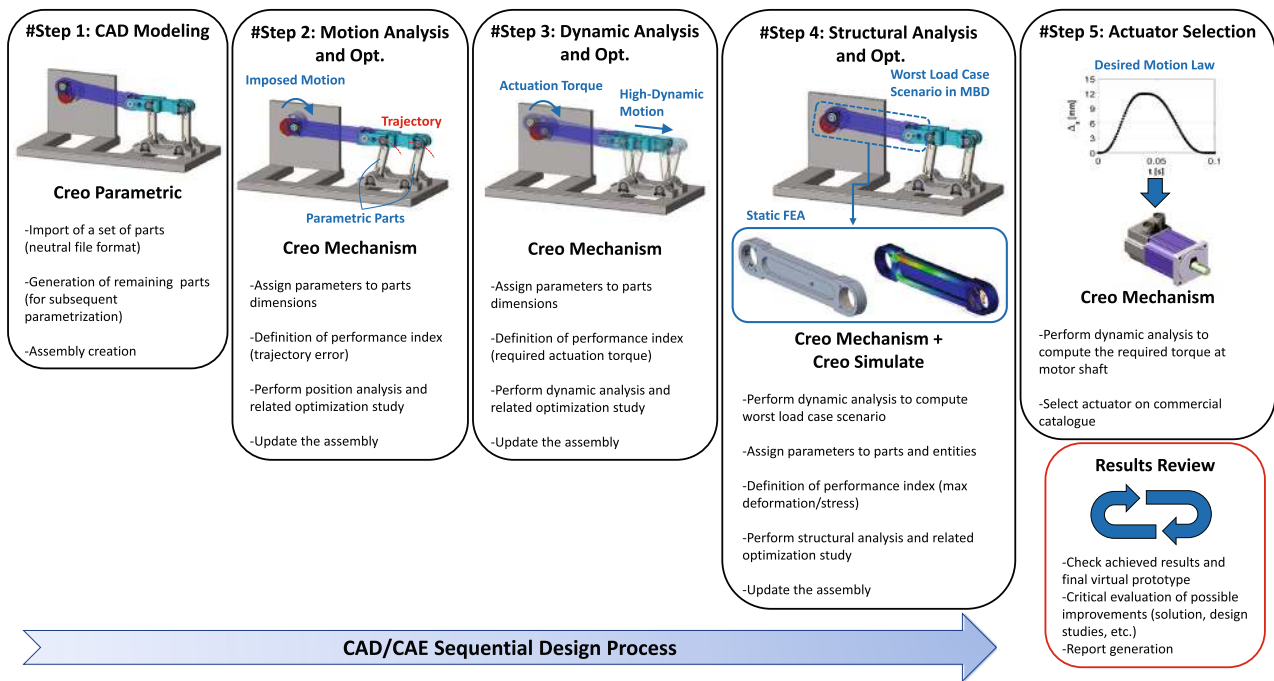 #Step 1: CAD Modeling
Creo Parametric
-Import of a set of parts
(neutral file format)
-Generation of remaining parts
(for subsequent
parametrization)
-Assembly creation
#Step 2: Motion Analysis
and Opt.
Imposed Motion
Trajectory
Parametric Parts
Creo Mechanism
-Assign parameters to parts
dimensions
-Definition of performance index
(trajectory error)
-Perform position analysis and
related optimization study
-Update the assembly
#Step 3: Dynamic Analysis
and Opt.
Actuation Torque
High-Dynamic
Motion
Creo Mechanism
-Assign parameters to parts
dimensions
-Definition of performance index
(required actuation torque)
-Perform dynamic analysis and
related optimization study
-Update the assembly
#Step 4: Structural Analysis
and Opt.
Worst Load Case
Scenario in MBD
Static FEA
Creo Mechanism +
Creo Simulate
-Perform dynamic analysis to compute
worst load case scenario
-Assign parameters to parts and entities
-Definition of performance index (max
deformation/stress)
-Perform structural analysis and related
optimization study
-Update the assembly
#Step 5: Actuator Selection
Desired Motion Law
15
12
9
6
3
0
Δ [mm]
0
0.05
0.1
t [s]
Creo Mechanism
-Perform dynamic analysis to
compute the required torque at
motor shaft
-Select actuator on commercial
catalogue
Results Review
-Check achieved results and
final virtual prototype
-Critical evaluation of possible
improvements (solution, design
studies, etc.)
-Report generation
CAD/CAE Sequential Design Process